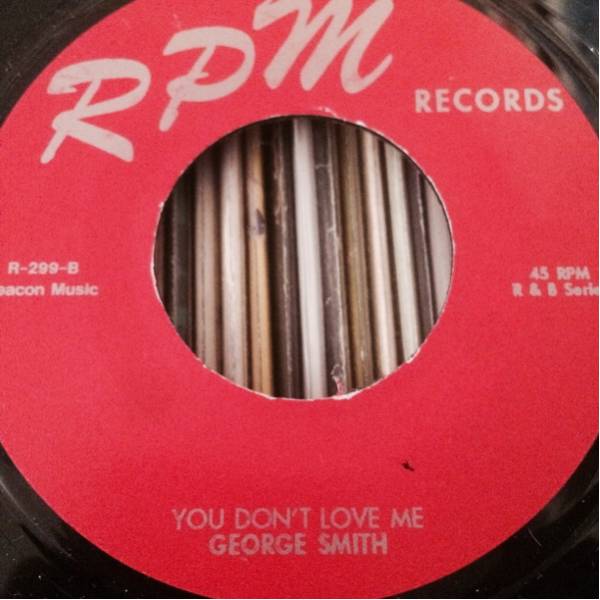 RPM
RECORDS
R-299-B
eacon Music
45 RPM
R & B Serie
YOU DON'T LOVE ME
GEORGE SMITH